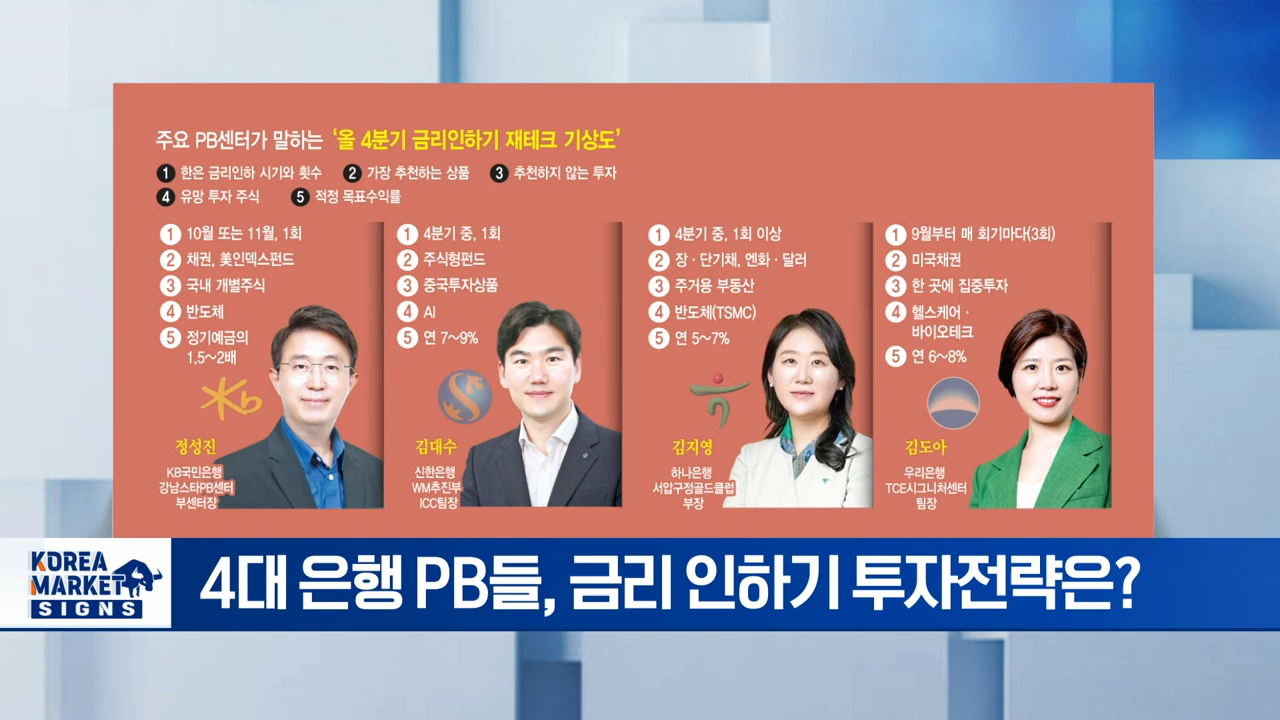 주요 PB센터가 말하는 ‘올 4분기 금리인하기 재테크 기상도’
1 한은 금리인하 시기와 횟수 2 가장 추천하는 상품 3 추천하지 않는 투자
4 유망 투자 주식 5 적정 목표수익률
1 10월 또는 11월, 1회
2 채권, 美인덱스펀드
3 국내 개별주식
4 반도체
5 정기예금의
1.5~2배
Kb
정성진
KB국민은행
강남스타PB센터
부센터장
1 4분기 중, 1회
2 주식형펀드
3 중국투자상품
4 AI
5 연 7~9%
김대수
신한은행
WM추진부
ICC팀장
1 4분기 중, 1회 이상
2 장·단기채, 엔화·달러
3 주거용 부동산
4 반도체(TSMC)
5 연 5~7%
김지영
하나은행
서압구정골드클럽
부장
1 9월부터 매 회기마다(3회)
2 미국채권
3 한 곳에 집중투자
4 헬스케어·
바이오테크
5 연 6~8%
김도아
우리은행
TCE시그니처센터
팀장
KOREA
MARKET
SIGNS
4대 은행 PB들, 금리 인하기 투자전략은?